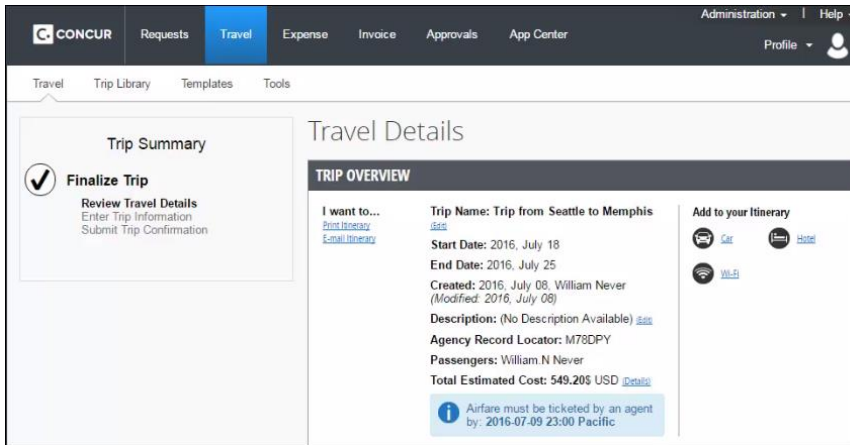 Administration
Help
C. CONCUR
Requests
Travel
Expense
Invoice
Approvals
App Center
Profile
Travel
Trip Library
Templates
Tools
Trip Summary
Finalize Trip
Review Travel Details
Enter Trip Information
Submit Trip Confirmation
Travel Details
TRIP OVERVIEW
I want to...
Print Itinerary
E-mail Itinerary
Trip Name: Trip from Seattle to Memphis
(Edit)
Start Date: 2016, July 18
End Date: 2016, July 25
Created: 2016, July 08, William Never
(Modified: 2016, July 08)
Description: (No Description Available) (Edit)
Agency Record Locator: M78DPY
Passengers: William.N Never
Total Estimated Cost: 549.20$ USD (Details)
Airfare must be ticketed by an agent
by: 2016-07-09 23:00 Pacific
Add to your Itinerary
Car
Hotel
Wi-Fi